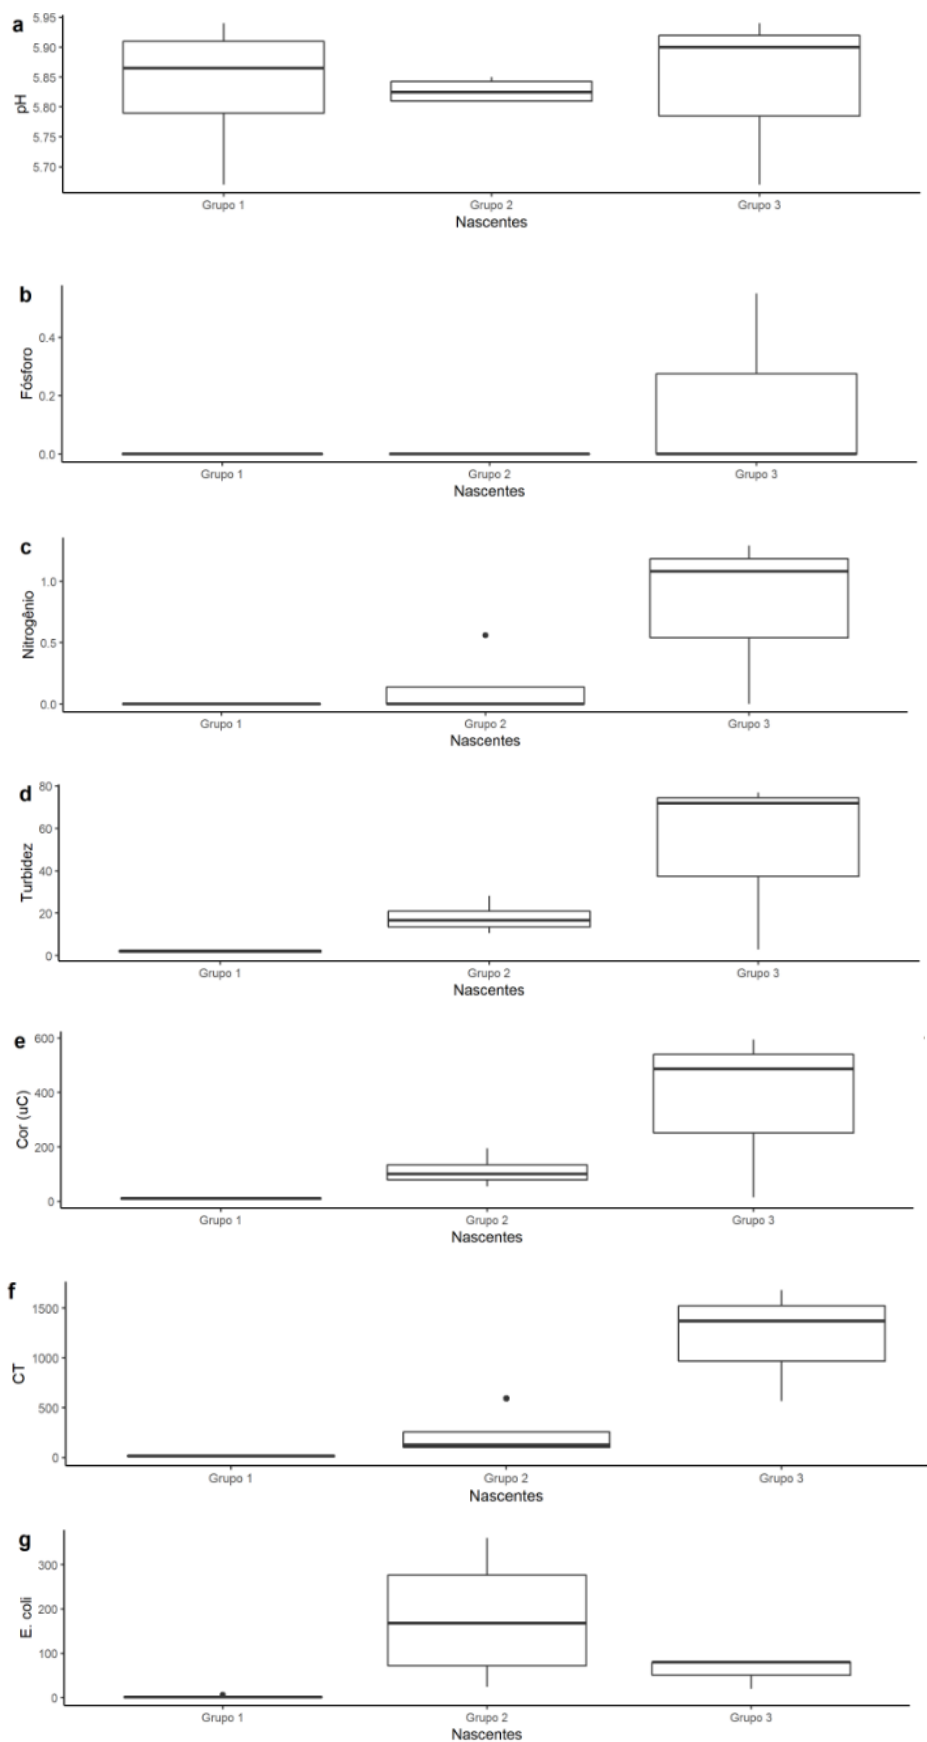 a
5.95
5.90
5.85
5.80
5.75
5.70
pH
Grupo 1 Grupo 2 Grupo 3
Nascentes
b
0.4
0.2
0.0
Fósforo
Grupo 1 Grupo 2 Grupo 3
Nascentes
c
1.0
0.5
0.0
Nitrogênio
Grupo 1 Grupo 2 Grupo 3
Nascentes
d
80
60
40
20
0
Turbidez
Grupo 1 Grupo 2 Grupo 3
Nascentes
e
600
400
200
0
Cor (uC)
Grupo 1 Grupo 2 Grupo 3
Nascentes
f
1500
1000
500
0
CT
Grupo 1 Grupo 2 Grupo 3
Nascentes
g
300
200
100
0
E. coli
Grupo 1 Grupo 2 Grupo 3
Nascentes